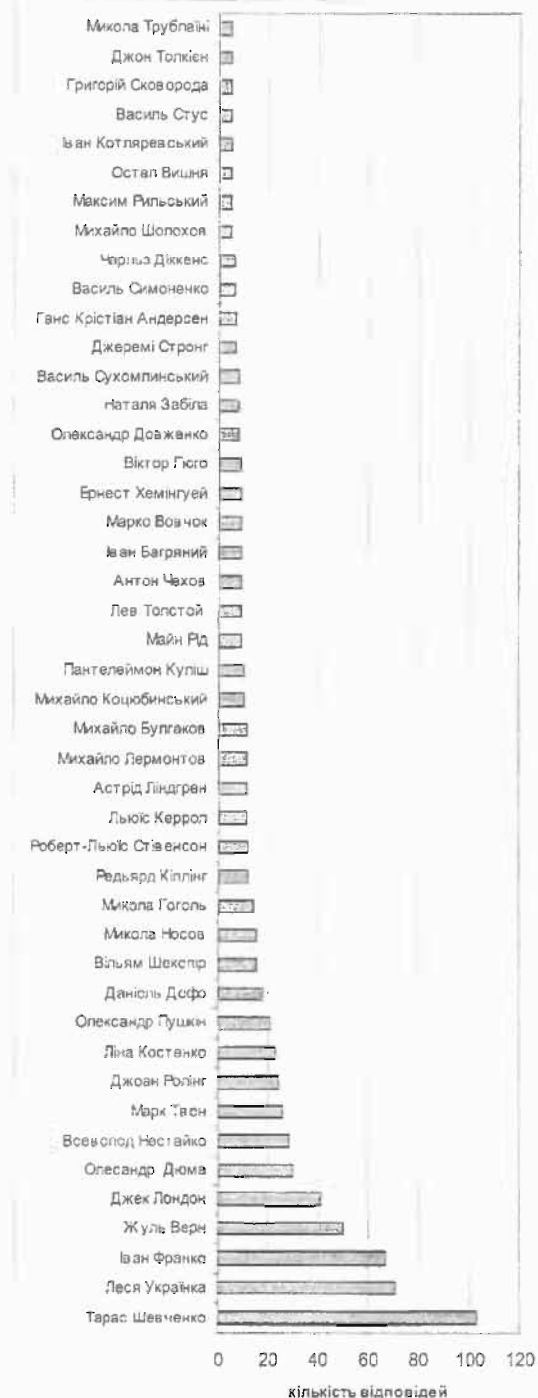 Микола Трублаїні
Джон Толкієн
Григорій Сковорода
Василь Стус
Іван Котляревський
Остап Вишня
Максим Рильський
Михайло Шолохов
Чарльз Діккенс
Василь Симоненко
Ганс Крістіан Андерсен
Джеремі Стронг
Василь Сухомлинський
Наталя Забіла
Олександр Довженко
Віктор Гюго
Ернест Хемінгуей
Марко Вовчок
Іван Багряний
Антон Чехов
Лев Толстой
Майн Рід
Пантелеймон Куліш
Михайло Коцюбинський
Михайло Булгаков
Михайло Лермонтов
Астрід Ліндгрен
Льюїс Керрол
Роберт-Льюїс Стівенсон
Редьярд Кіплінг
Микола Гоголь
Микола Носов
Вільям Шекспір
Даніель Дефо
Олександр Пушкін
Ліна Костенко
Джоан Ролінг
Марк Твен
Всеволод Нестайко
Олесандр Дюма
Джек Лондон
Жуль Верн
Іван Франко
Леся Українка
Тарас Шевченко
0 20 40 60 80 100 120
кількість відповідей